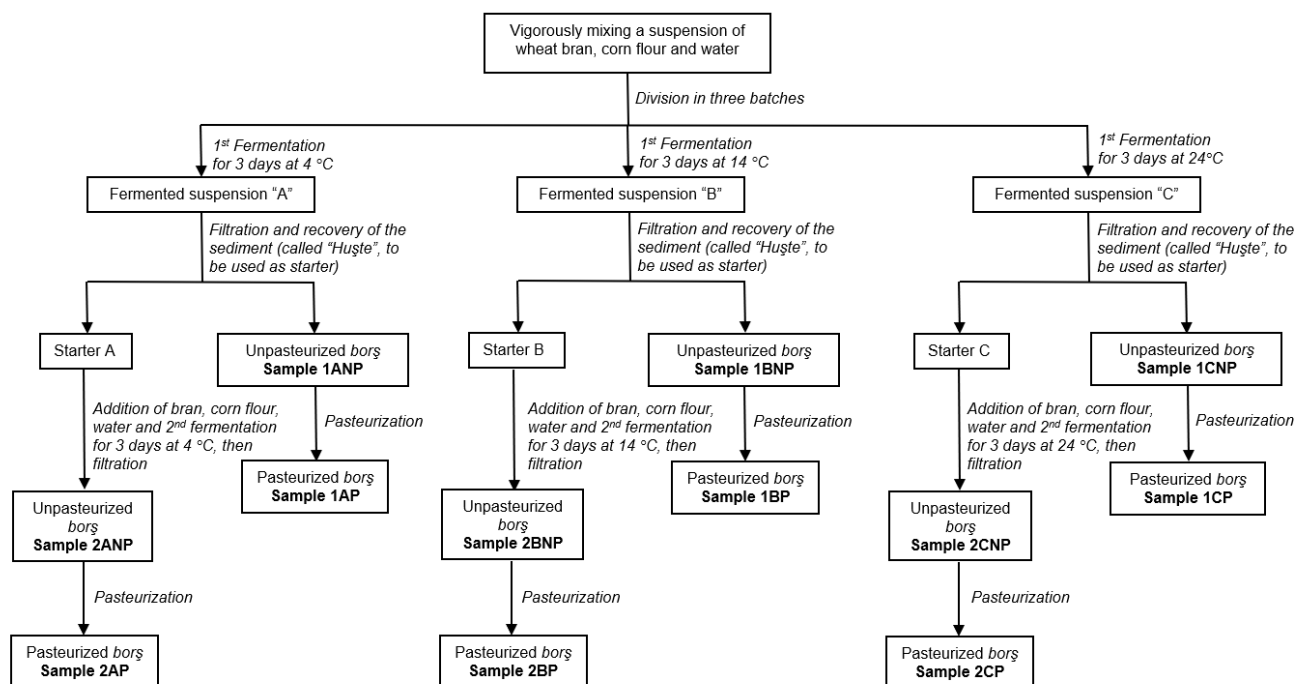 Vigorously mixing a suspension of
wheat bran, corn flour and water
Division in three batches
1st Fermentation
for 3 days at 4 °C
1st Fermentation
for 3 days at 14 °C
1st Fermentation
for 3 days at 24°C
Fermented suspension “A”
Fermented suspension “B”
Fermented suspension “C”
Filtration and recovery of the
sediment (called “Huşte”, to
be used as starter)
Filtration and recovery of the
sediment (called “Huşte”, to
be used as starter)
Filtration and recovery of the
sediment (called “Huşte”, to
be used as starter)
Starter A
Unpasteurized borş
Sample 1ANP
Starter B
Unpasteurized borş
Sample 1BNP
Starter C
Unpasteurized borş
Sample 1CNP
Addition of bran, corn flour,
water and 2nd fermentation
for 3 days at 4 °C, then
filtration
Pasteurization
Addition of bran, corn flour,
water and 2nd fermentation
for 3 days at 14 °C, then
filtration
Pasteurization
Addition of bran, corn flour,
water and 2nd fermentation
for 3 days at 24 °C, then
filtration
Pasteurization
Pasteurized borş
Sample 1AP
Pasteurized borş
Sample 1BP
Pasteurized borş
Sample 1CP
Unpasteurized
borş
Sample 2ANP
Unpasteurized
borş
Sample 2BNP
Unpasteurized
borş
Sample 2CNP
Pasteurization
Pasteurization
Pasteurization
Pasteurized borş
Sample 2AP
Pasteurized borş
Sample 2BP
Pasteurized borş
Sample 2CP